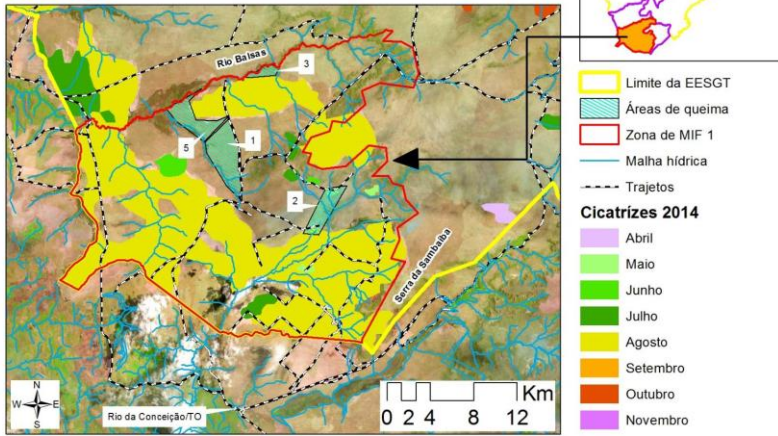 Rio Balsas
3
1
5
2
Serra da Sambaíba
Rio da Conceição/TO
N
W E
S
Km
0 2 4 8 12
Limite da EESGT
Áreas de queima
Zona de MIF 1
Malha hídrica
Trajetos
Cicatrízes 2014
Abril
Maio
Junho
Julho
Agosto
Setembro
Outubro
Novembro